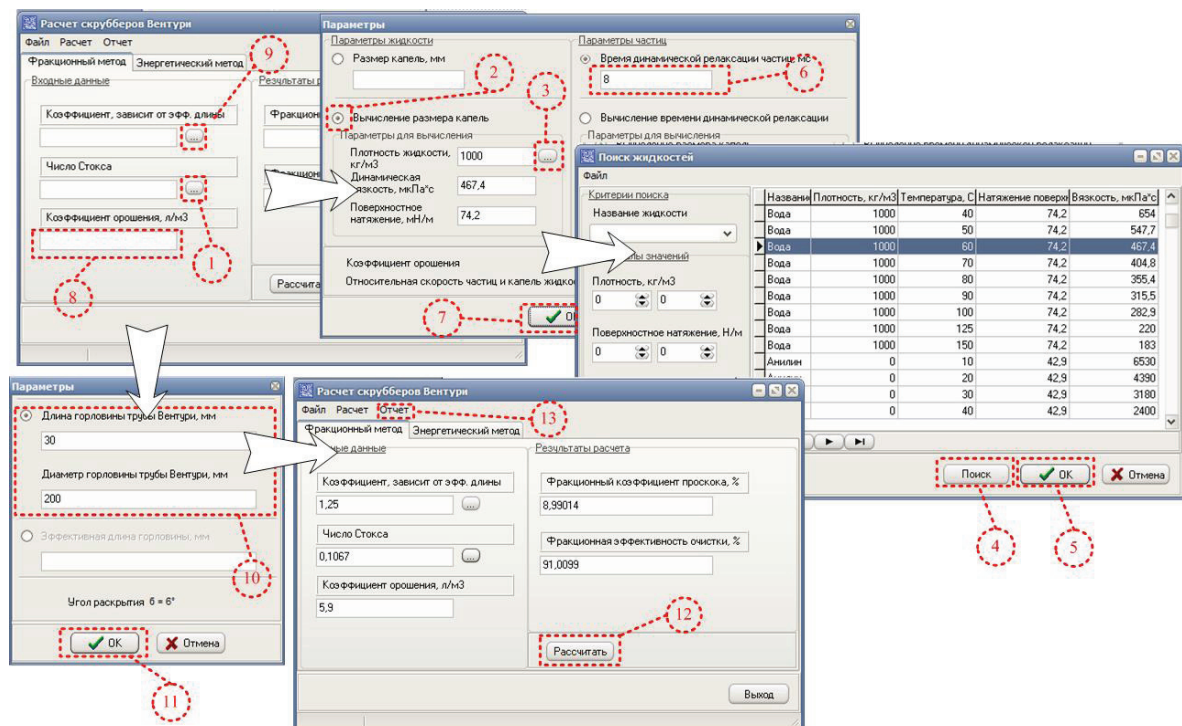 Расчет скрубберов Вентури
Файл Расчет Отчет
Фракционный метод Энергетический метод
Входные данные
Коэффициент, зависит от эфф. длины
...
Число Стокса
...
Коэффициент орошения, л/м3
Фракцион
Рассчита
9
1
8
Параметры
Параметры жидкости
Размер капель, мм
Вычисление размера капель
Параметры для вычисления
Плотность жидкости, кг/м3
1000
...
Динамическая
вязкость, мкПа*с
467,4
Поверхностное
натяжение, мН/м
74,2
Коэффициент орошения
Относительная скорость частиц и капель жидко
Параметры частиц
Время динамической релаксации частиц, мс
8
Вычисление времени динамической релаксации
Параметры для вычисления
2
3
6
7
Поиск жидкостей
Файл
Критерии поиска
Название жидкости
значений
Плотность, кг/м3
0 0
Поверхностное натяжение, Н/м
0 0
Названи Плотность, кг/м3 Температура, С Натяжение поверхн Вязкость, мкПа*с
Вода 1000 40 74,2 654
Вода 1000 50 74,2 547,7
Вода 1000 60 74,2 467,4
Вода 1000 70 74,2 404,8
Вода 1000 80 74,2 355,4
Вода 1000 90 74,2 315,5
Вода 1000 100 74,2 282,9
Вода 1000 125 74,2 220
Вода 1000 150 74,2 183
Анилин 0 10 42,9 6530
0 20 42,9 4390
0 30 42,9 3180
0 40 42,9 2400
Поиск OK Отмена
4
5
Параметры
Длина горловины трубы Вентури, мм
30
Диаметр горловины трубы Вентури, мм
200
Эффективная длина горловины, мм
Угол раскрытия б = 6°
OK Отмена
10
11
Расчет скрубберов Вентури
Файл Расчет Отчет
13
Фракционный метод Энергетический метод
данные
Коэффициент, зависит от эфф. длины
1,25
...
Число Стокса
0,1067
...
Коэффициент орошения, л/м3
5,9
Результаты расчета
Фракционный коэффициент проскока, %
8,99014
Фракционная эффективность очистки, %
91,0099
12
Рассчитать
Выход